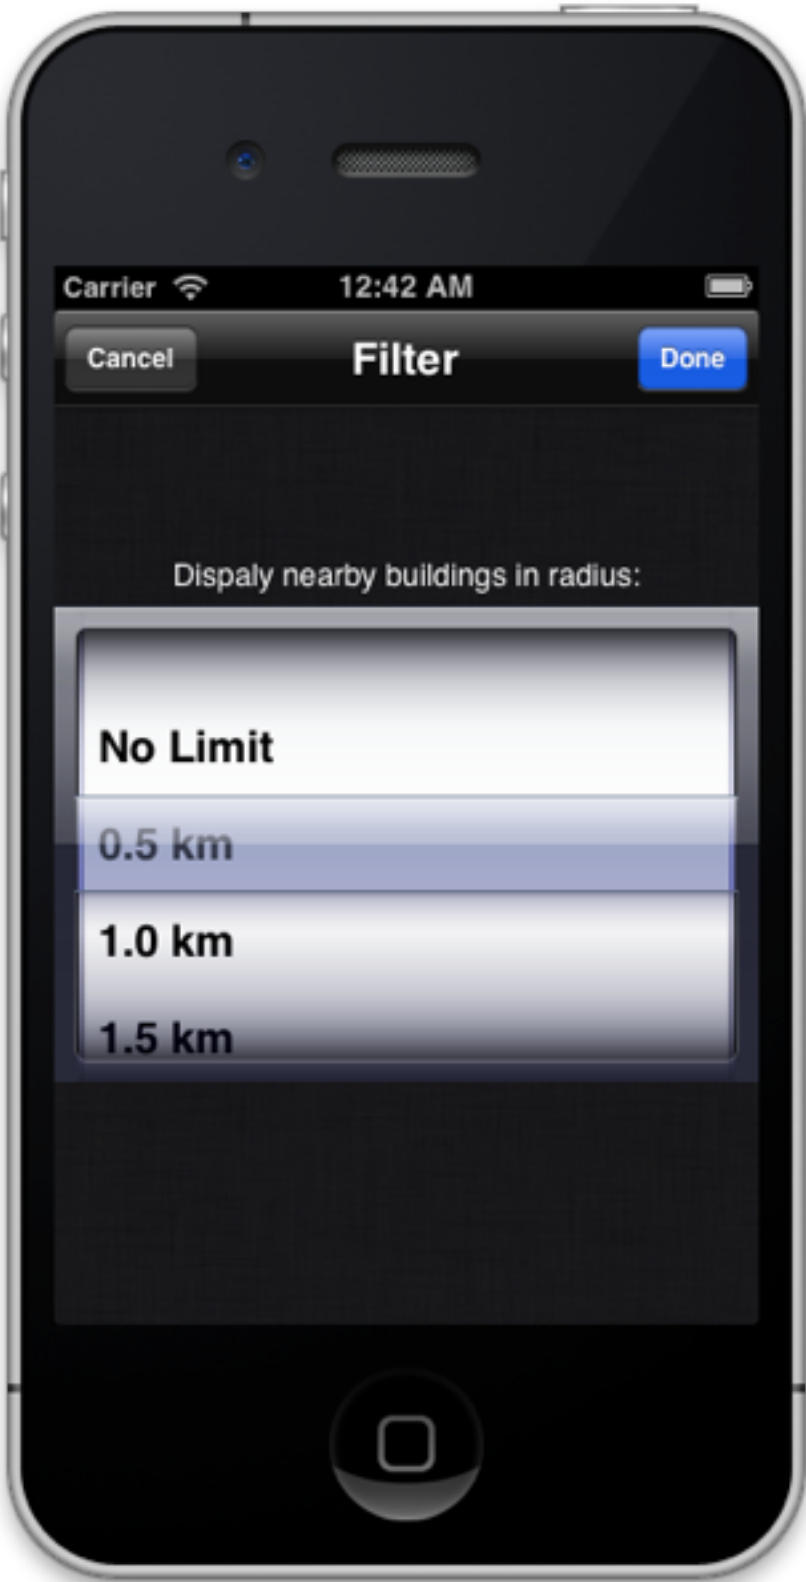 Carrier 12:42 AM
Cancel Filter Done
Dispaly nearby buildings in radius:
No Limit
0.5 km
1.0 km
1.5 km